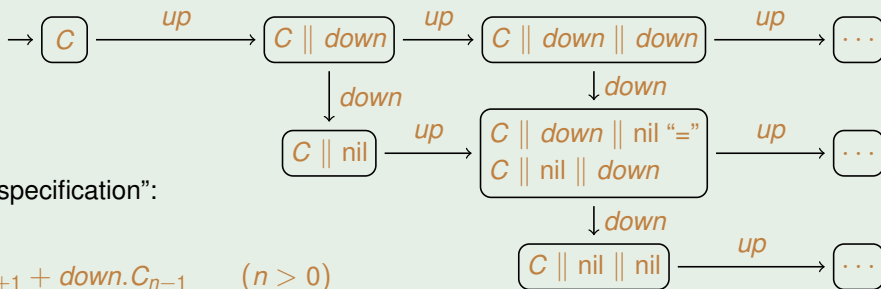 up up up
C C ∥ down C ∥ down ∥ down ···
down down
C ∥ nil up C ∥ down ∥ nil “=” up ···
C ∥ nil ∥ down
specification”:
down
up
+1 + down.Cₙ₋₁ (n > 0) C ∥ nil ∥ nil ···